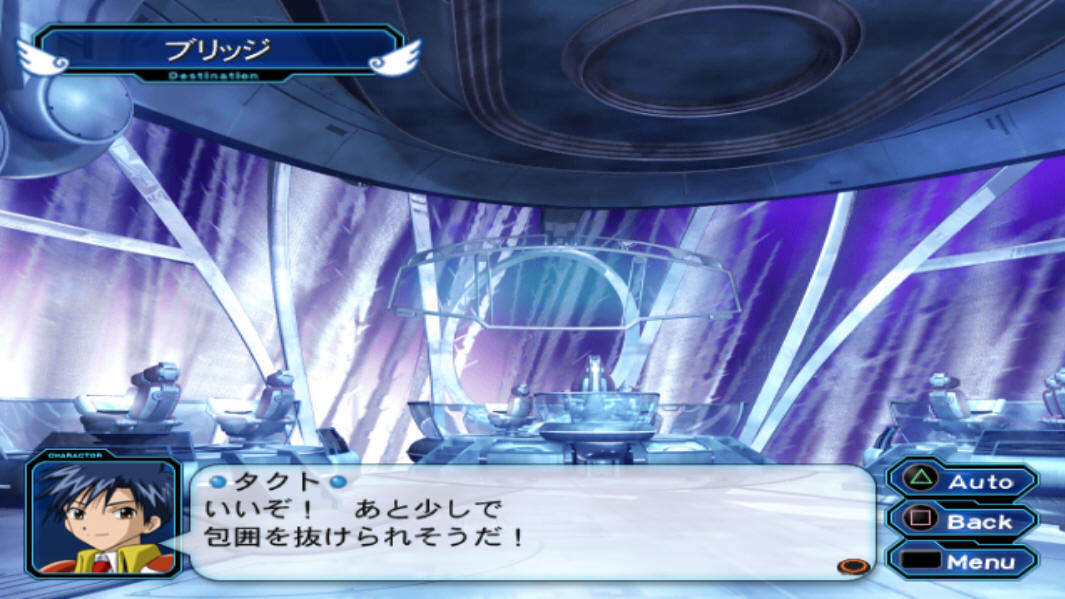 ブリッジ
Destination
CHARACTOR
タクト
いいぞ！　あと少しで
包囲を抜けられそうだ！
Auto
Back
Menu